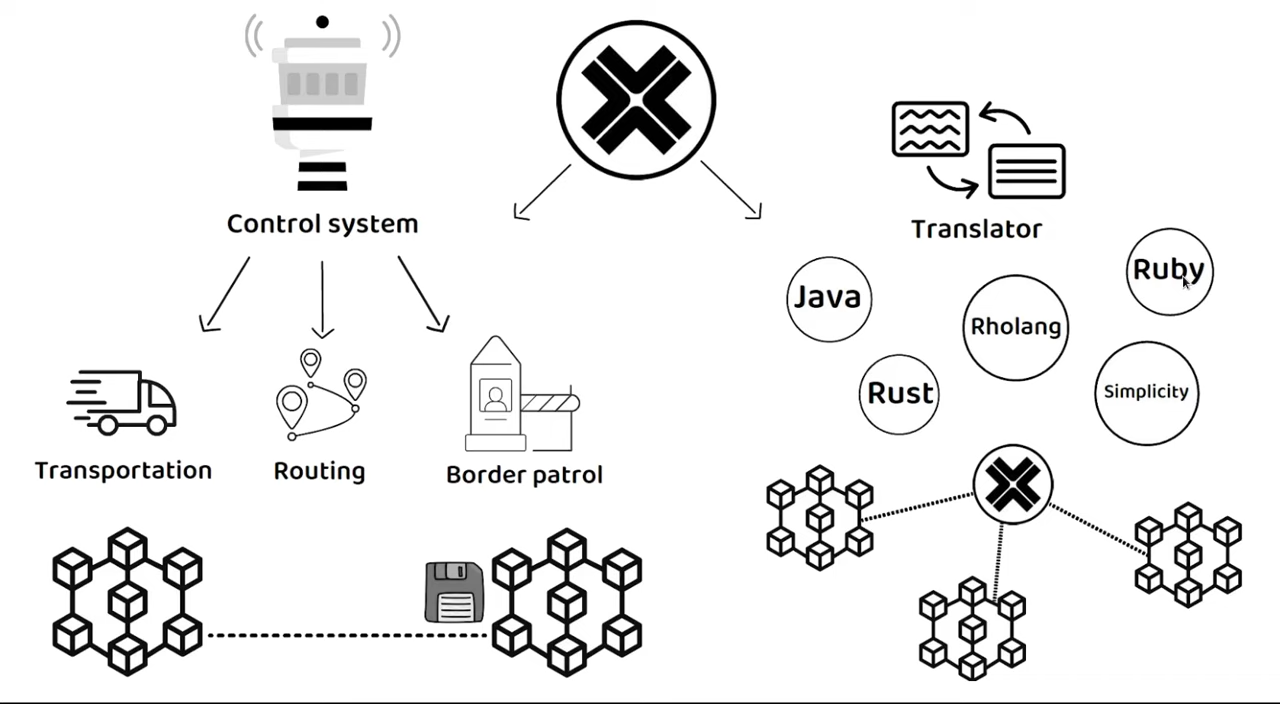 Control system
Translator
Java
Rholang
Ruby
Rust
Simplicity
Transportation
Routing
Border patrol